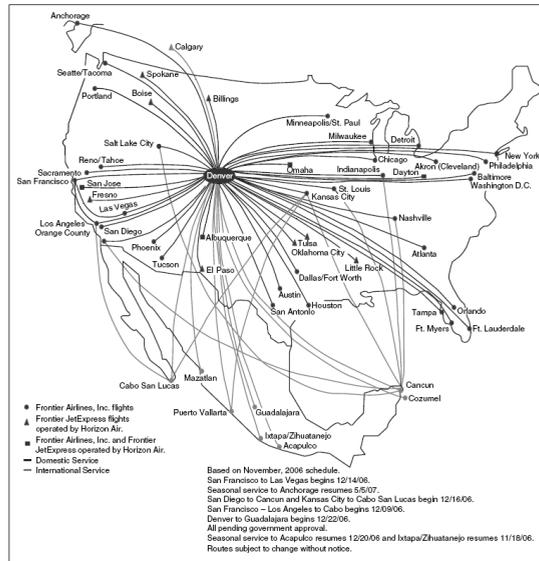 Anchorage
Calgary
Seatte/Tacoma
Spokane
Portland
Boise
Billings
Minneapolis/St. Paul
Milwaukee
Detroit
Salt Lake City
New York
Chicago
Akron (Cleveland)
Philadelphia
Reno/Tahoe
Omaha
Indianapolis
Dayton
Baltimore
Washington D.C.
Sacramento
San Francisco
San Jose
Denver
St. Louis
Kansas City
Fresno
Las Vegas
Nashville
Los Angeles
Orange County
San Diego
Phoenix
Albuquerque
Tulsa
Oklahoma City
Atlanta
Tucson
El Paso
Little Rock
Dallas/Fort Worth
Austin
San Antonio
Houston
Tampa
Orlando
Ft. Myers
Ft. Lauderdale
Cabo San Lucas
Mazatlan
Cancun
Cozumel
Puerto Vallarta
Guadalajara
Ixtapa/Zihuatanejo
Acapulco
Frontier Airlines, Inc. flights
Frontier JetExpress flights
operated by Horizon Air.
Frontier Airlines, Inc. and Frontier
JetExpress operated by Horizon Air.
Domestic Service
International Service
Based on November, 2006 schedule.
San Francisco to Las Vegas begins 12/14/06.
Seasonal service to Anchorage resumes 5/5/07.
San Diego to Cancun and Kansas City to Cabo San Lucas begin 12/16/06.
San Francisco – Los Angeles to Cabo begins 12/09/06.
Denver to Guadalajara begins 12/22/06.
All pending government approval.
Seasonal service to Acapulco resumes 12/20/06 and Ixtapa/Zihuatanejo resumes 11/18/06.
Routes subject to change without notice.